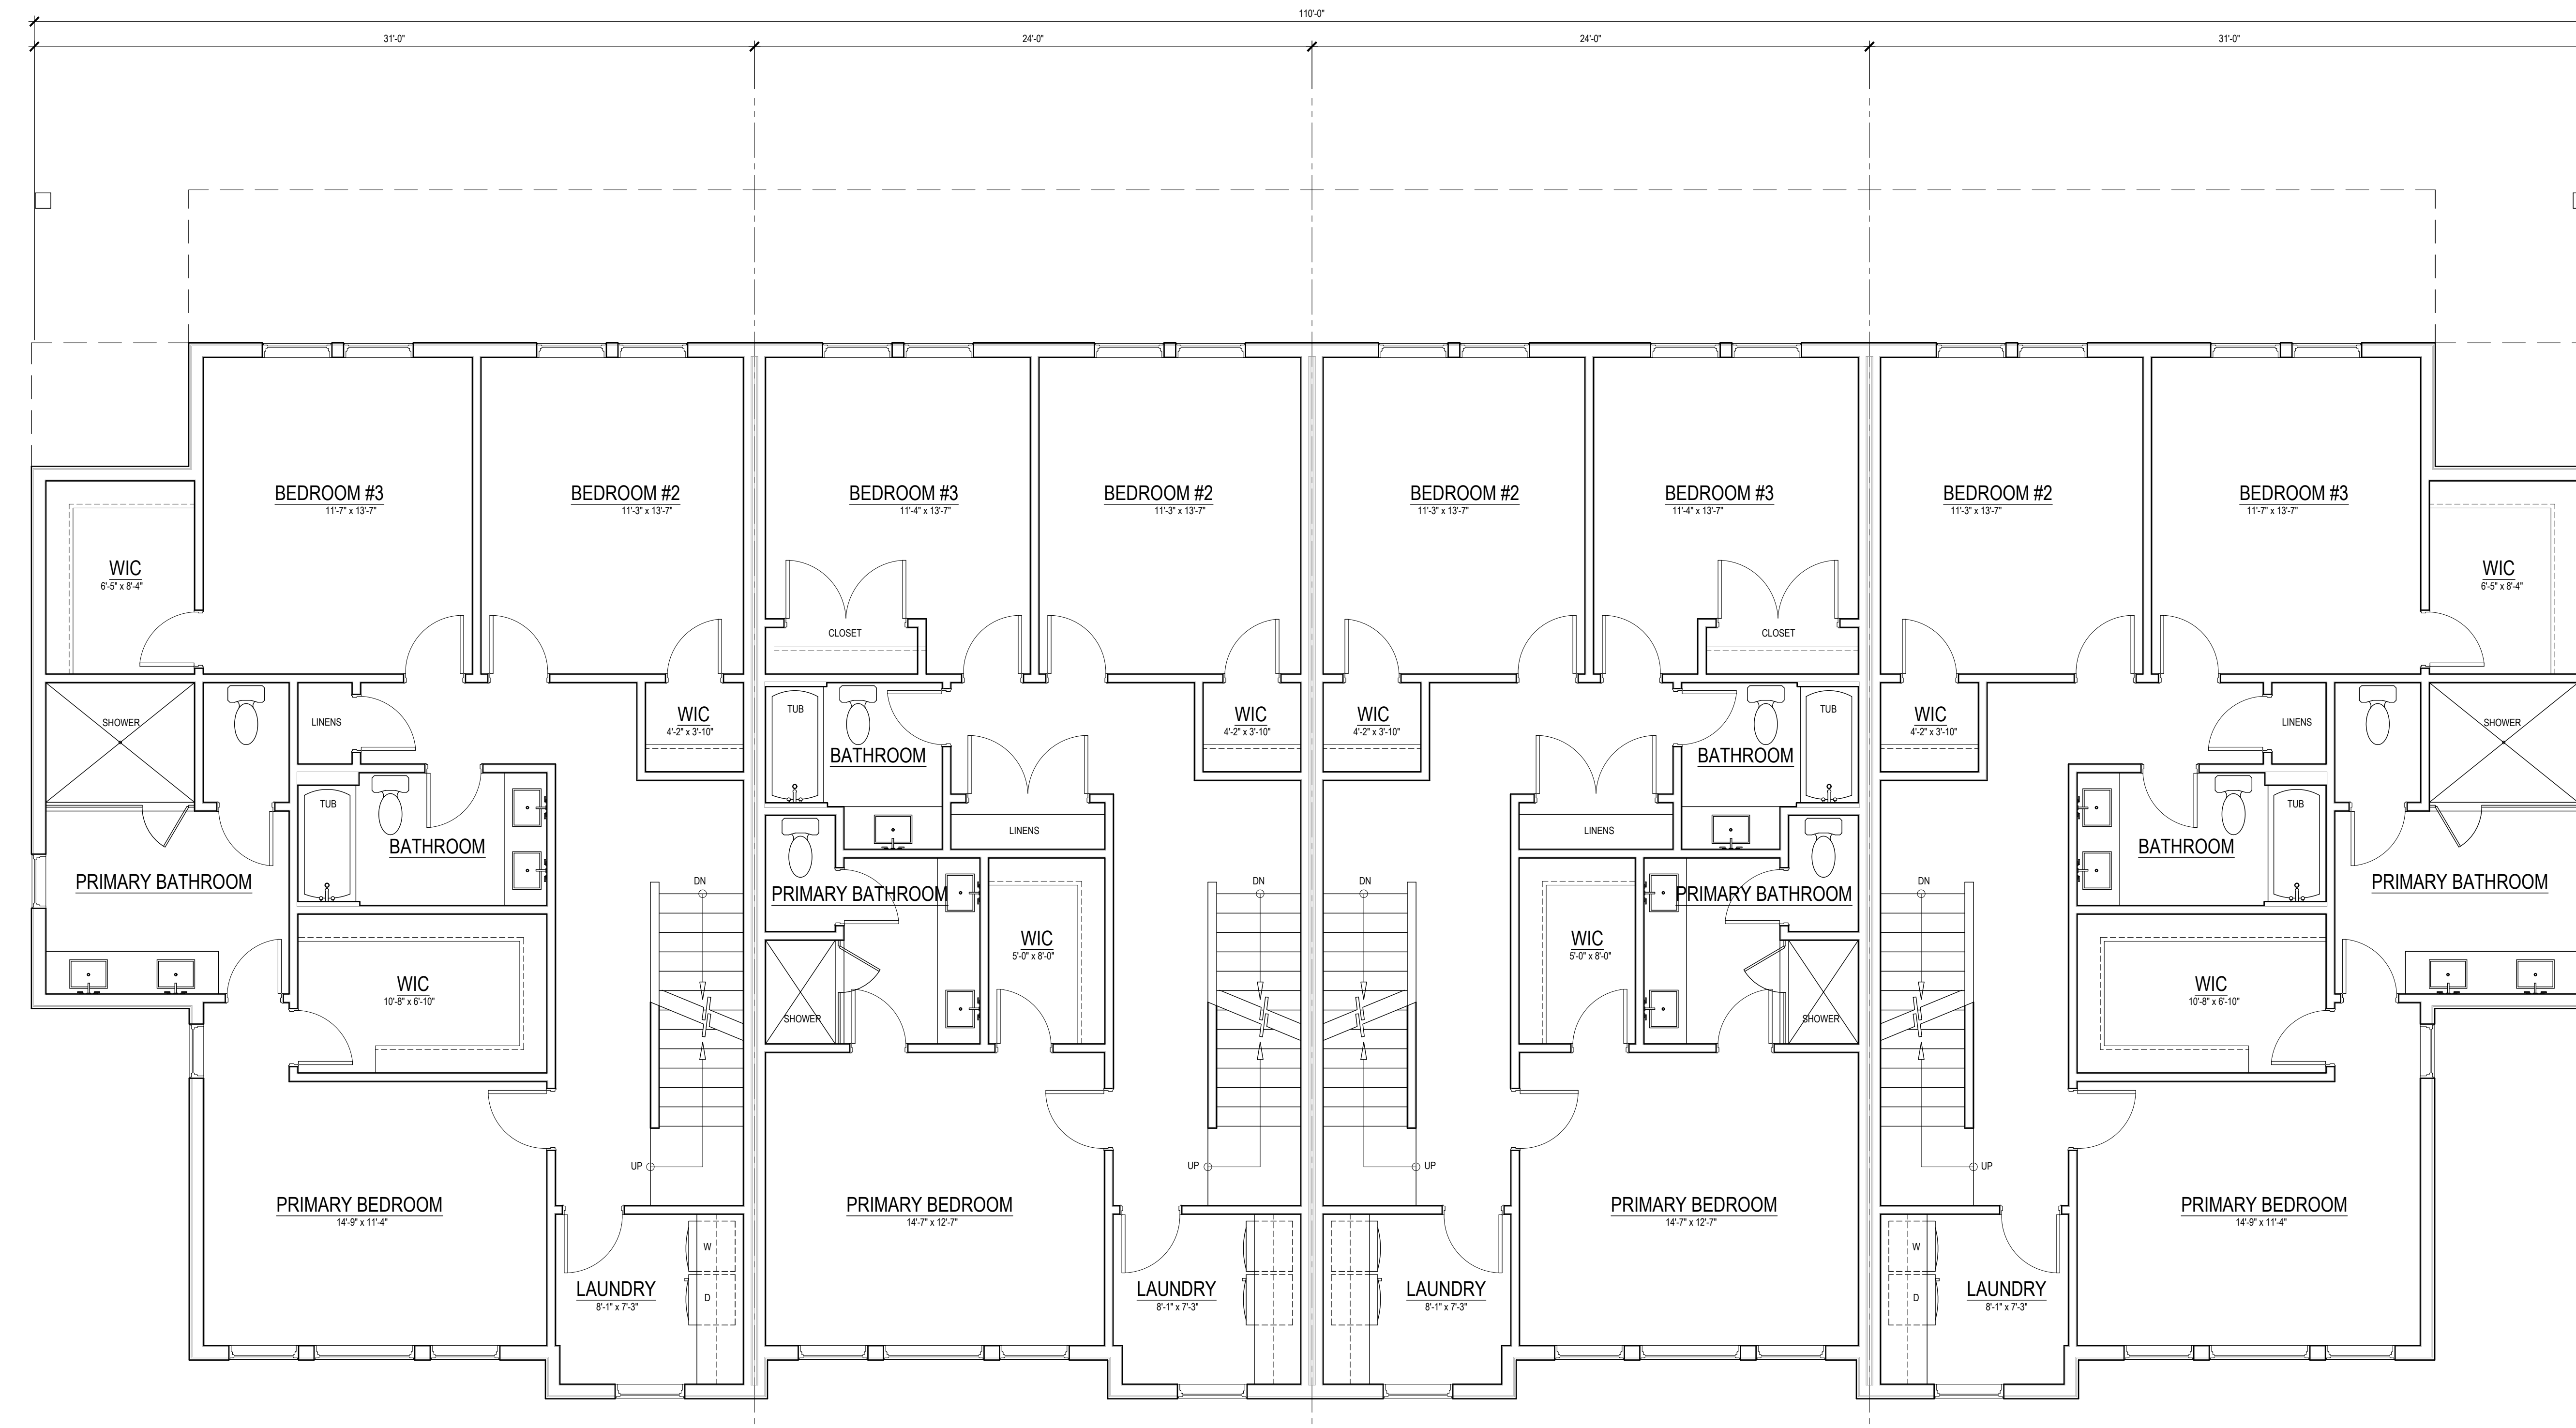 110'-0"
31'-0"
24'-0"
24'-0"
31'-0"
BEDROOM #3
11'-7" x 13'-7"
BEDROOM #2
11'-3" x 13'-7"
BEDROOM #3
11'-4" x 13'-7"
BEDROOM #2
11'-3" x 13'-7"
BEDROOM #2
11'-3" x 13'-7"
BEDROOM #3
11'-4" x 13'-7"
BEDROOM #2
11'-3" x 13'-7"
BEDROOM #3
11'-7" x 13'-7"
WIC
6'-5" x 8'-4"
WIC
6'-5" x 8'-4"
CLOSET
CLOSET
SHOWER
LINENS
WIC
4'-2" x 3'-10"
TUB
BATHROOM
WIC
4'-2" x 3'-10"
WIC
4'-2" x 3'-10"
BATHROOM
TUB
WIC
4'-2" x 3'-10"
LINENS
SHOWER
TUB
BATHROOM
LINENS
LINENS
BATHROOM
TUB
PRIMARY BATHROOM
DN
PRIMARY BATHROOM
DN
DN
PRIMARY BATHROOM
DN
PRIMARY BATHROOM
WIC
10'-8" x 6'-10"
SHOWER
WIC
5'-0" x 8'-0"
WIC
5'-0" x 8'-0"
SHOWER
WIC
10'-8" x 6'-10"
UP
UP
UP
UP
PRIMARY BEDROOM
14'-9" x 11'-4"
PRIMARY BEDROOM
14'-7" x 12'-7"
PRIMARY BEDROOM
14'-7" x 12'-7"
PRIMARY BEDROOM
14'-9" x 11'-4"
W
D
LAUNDRY
8'-1" x 7'-3"
LAUNDRY
8'-1" x 7'-3"
LAUNDRY
8'-1" x 7'-3"
W
D
LAUNDRY
8'-1" x 7'-3"